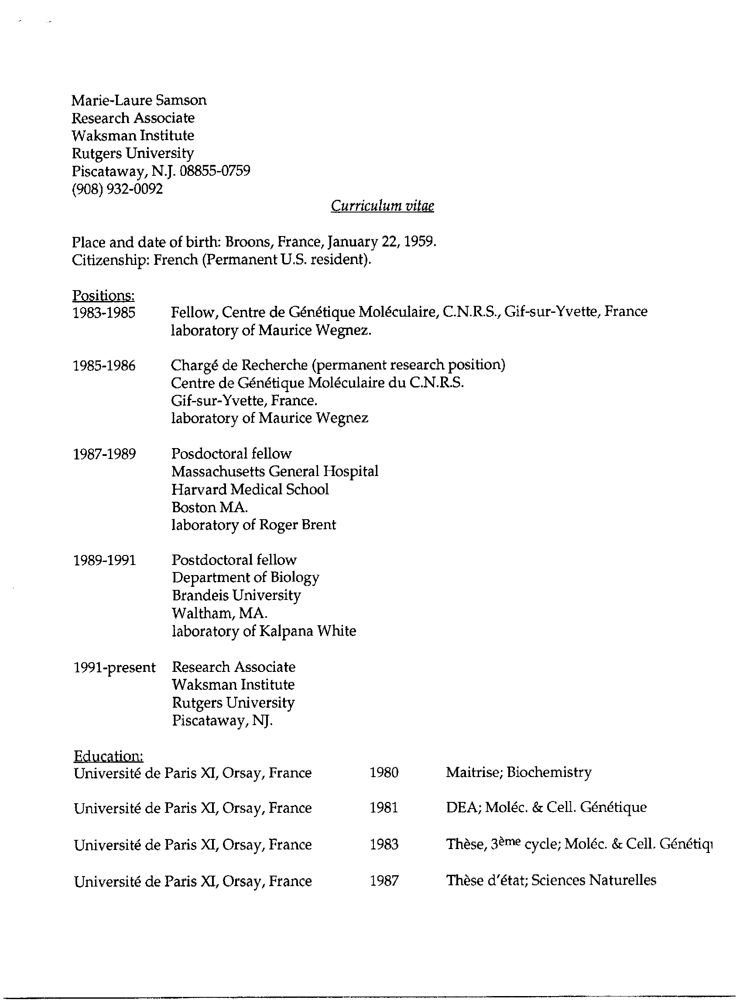 Marie-Laure Samson
Research Associate
Waksman Institute
Rutgers University
Piscataway, N.J. 08855-0759
(908) 932-0092
Curriculum vitae
Place and date of birth: Broons, France, January 22, 1959.
Citizenship: French (Permanent U.S. resident).
Positions:
1983-1985 Fellow, Centre de Génétique Moléculaire, C.N.R.S., Gif-sur-Yvette, France
laboratory of Maurice Wegnez.
1985-1986 Chargé de Recherche (permanent research position)
Centre de Génétique Moléculaire du C.N.R.S.
Gif-sur-Yvette, France.
laboratory of Maurice Wegnez
1987-1989 Posdoctoral fellow
Massachusetts General Hospital
Harvard Medical School
Boston MA.
laboratory of Roger Brent
1989-1991 Postdoctoral fellow
Department of Biology
Brandeis University
Waltham, MA.
laboratory of Kalpana White
1991-present Research Associate
Waksman Institute
Rutgers University
Piscataway, NJ.
Education:
Université de Paris XI, Orsay, France 1980 Maitrise; Biochemistry
Université de Paris XI, Orsay, France 1981 DEA; Moléc. & Cell. Génétique
Université de Paris XI, Orsay, France 1983 Thèse, 3ème cycle; Moléc. & Cell. Génétiq
Université de Paris XI, Orsay, France 1987 Thèse d'état; Sciences Naturelles